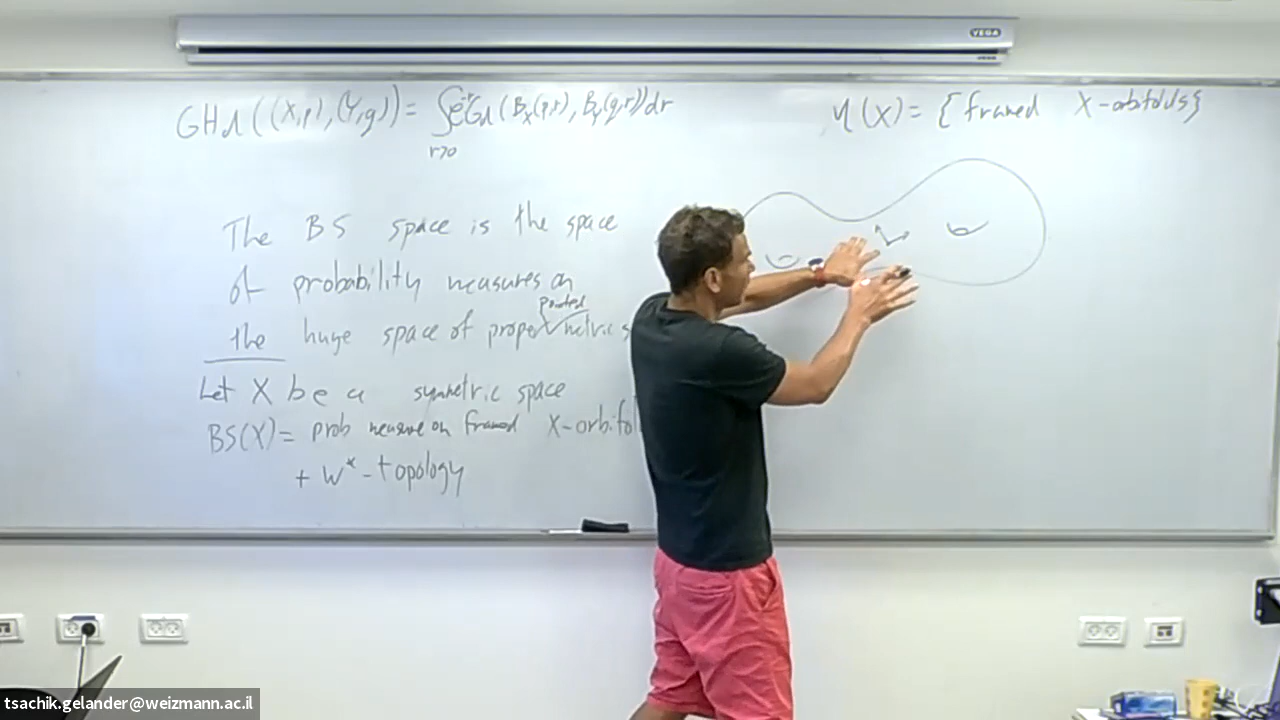 VEGA
GHd((X,p),(Y,q)) = ∫ e⁻ʳ Gd(B_X(p,r), B_Y(q,r)) dr
r>0
η(X) = { framed X-orbifolds}
The BS space is the space
of probability measures on
pointed
the huge space of proper metric s
Let X be a symmetric space
BS(X) = prob measure on framed X-orbifol
+ w* - topology
tsachik.gelander@weizmann.ac.il